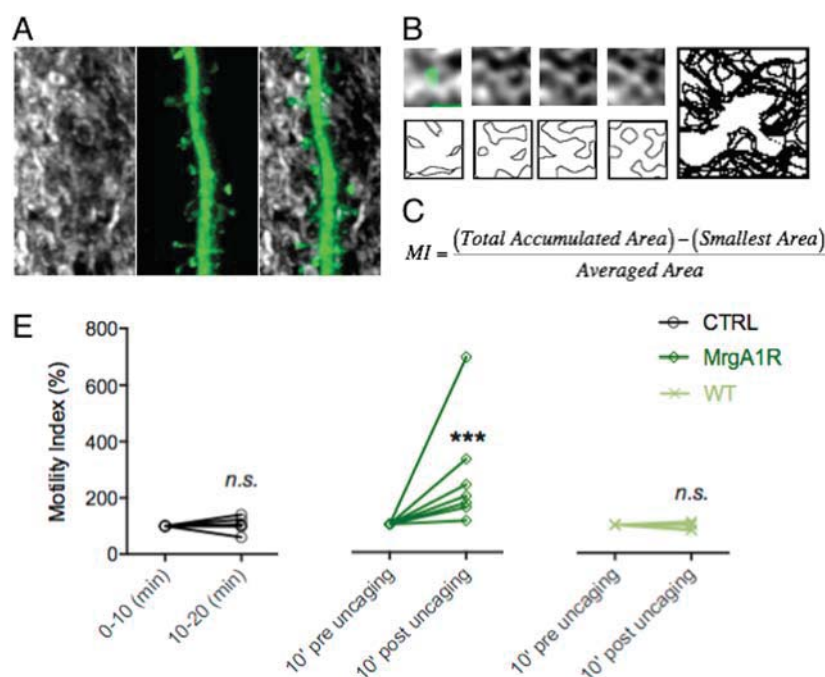 A
B
C
MI = (Total Accumulated Area) – (Smallest Area)
Averaged Area
E
CTRL
MrgA1R
WT
Motility Index (%)
800
600
400
200
0
n.s.
***
n.s.
0-10 (min)
10-20 (min)
10' pre uncaging
10' post uncaging
10' pre uncaging
10' post uncaging